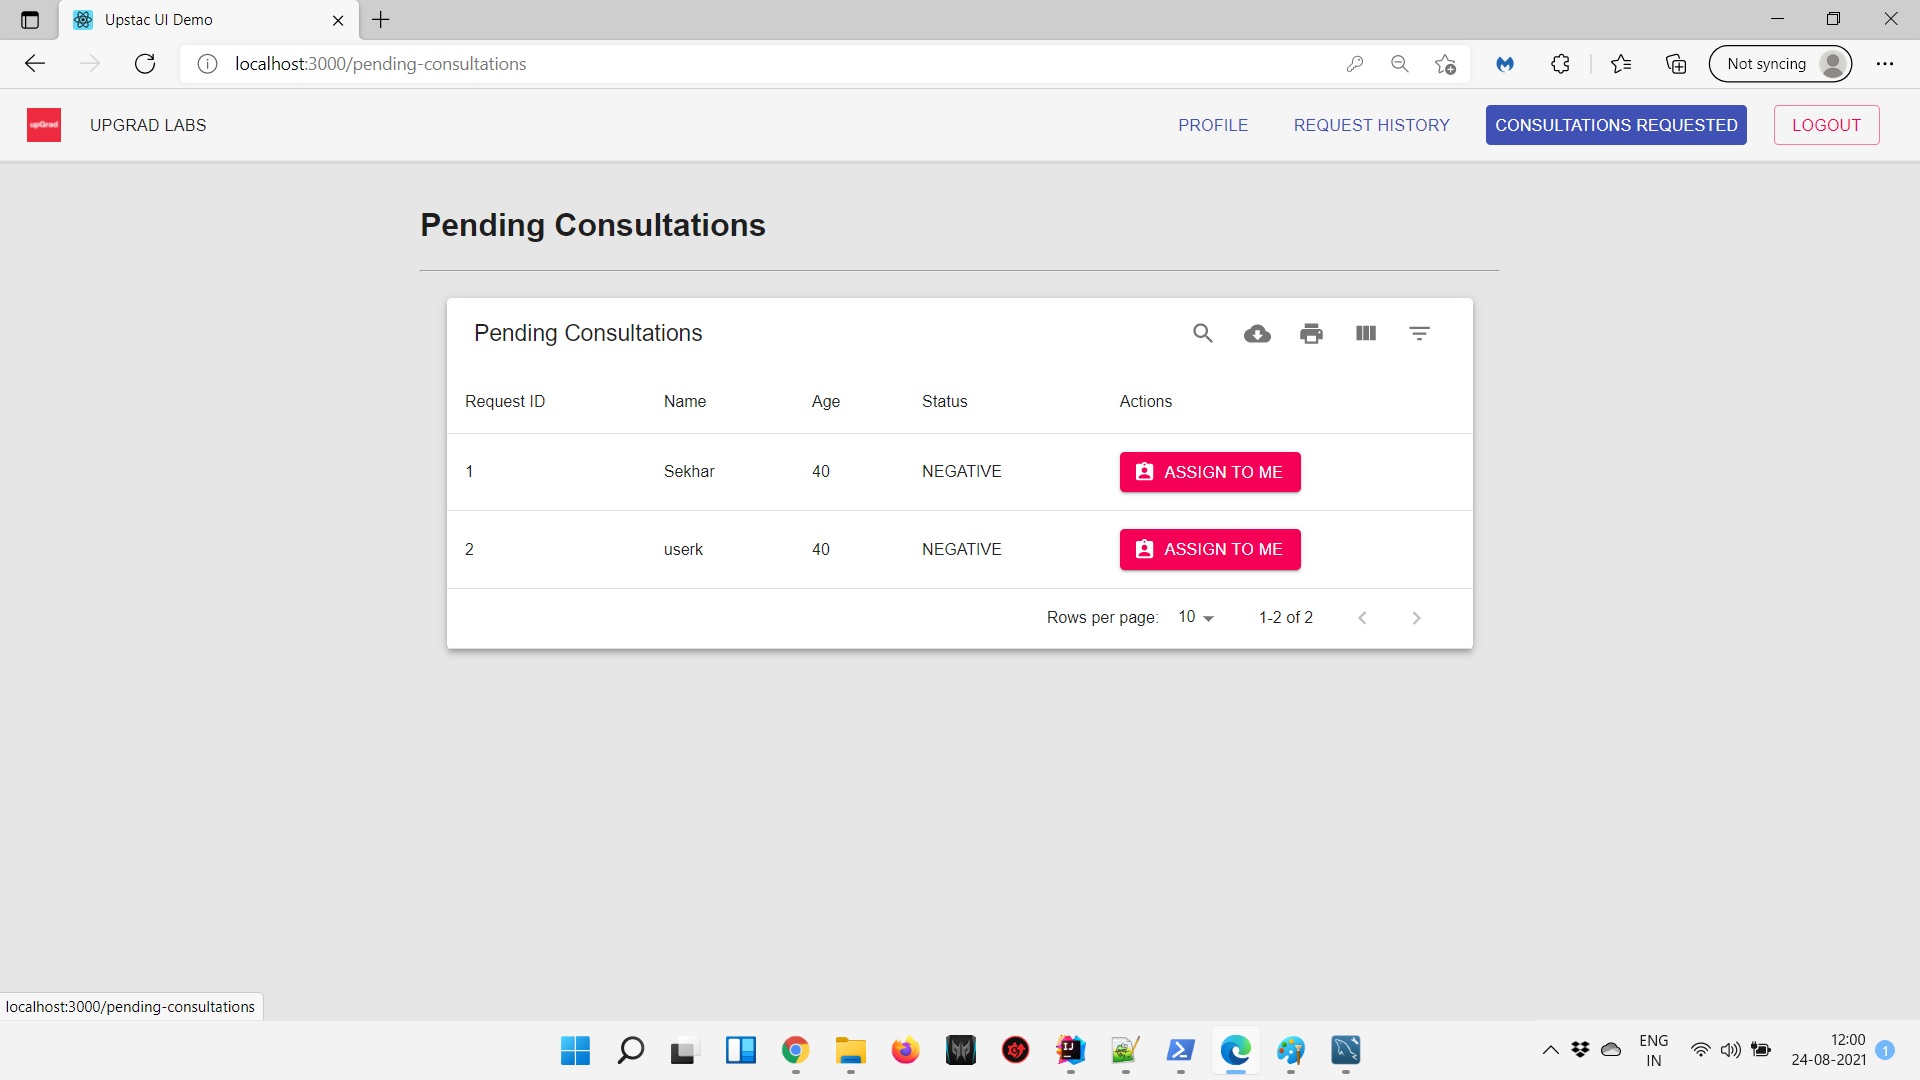 Upstac UI Demo
localhost:3000/pending-consultations
Not syncing
upGrad
UPGRAD LABS
PROFILE
REQUEST HISTORY
CONSULTATIONS REQUESTED
LOGOUT
Pending Consultations
Pending Consultations
Request ID Name Age Status Actions
1 Sekhar 40 NEGATIVE ASSIGN TO ME
2 userk 40 NEGATIVE ASSIGN TO ME
Rows per page: 10 1-2 of 2
localhost:3000/pending-consultations
IJ
ENG
IN
12:00
24-08-2021
1